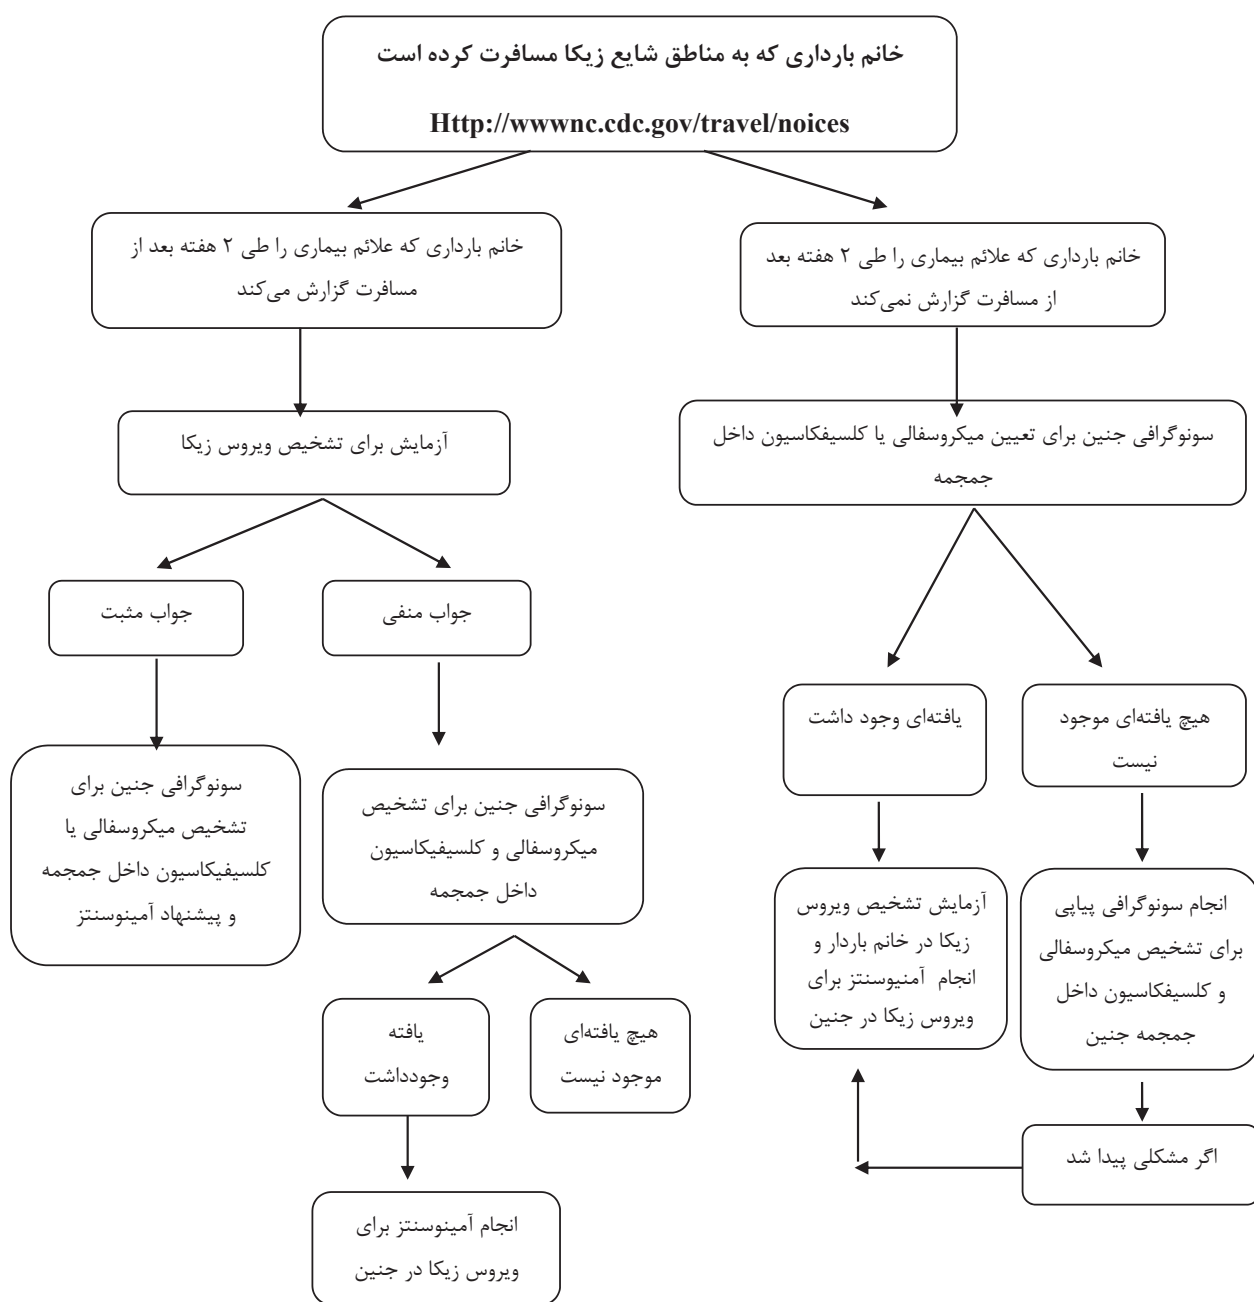 خانم بارداری که به مناطق شایع زیکا مسافرت کرده است
Http://wwwnc.cdc.gov/travel/noices
خانم بارداری که علائم بیماری را طی ۲ هفته بعد
از مسافرت گزارش نمی‌کند
خانم بارداری که علائم بیماری را طی ۲ هفته بعد از
مسافرت گزارش می‌کند
سونوگرافی جنین برای تعیین میکروسفالی یا کلسیفکاسیون داخل
جمجمه
آزمایش برای تشخیص ویروس زیکا
جواب منفی
جواب مثبت
هیچ یافته‌ای موجود
نیست
یافته‌ای وجود داشت
سونوگرافی جنین برای تشخیص
میکروسفالی و کلسیفیکاسیون
داخل جمجمه
سونوگرافی جنین برای
تشخیص میکروسفالی یا
کلسیفیکاسیون داخل جمجمه
و پیشنهاد آمینوسنتز
انجام سونوگرافی پیاپی
برای تشخیص میکروسفالی
و کلسیفکاسیون داخل
جمجمه جنین
آزمایش تشخیص ویروس
زیکا در خانم باردار و
انجام آمنیوسنتز برای
ویروس زیکا در جنین
هیچ یافته‌ای
موجود نیست
یافته
وجودداشت
اگر مشکلی پیدا شد
انجام آمینوسنتز برای
ویروس زیکا در جنین